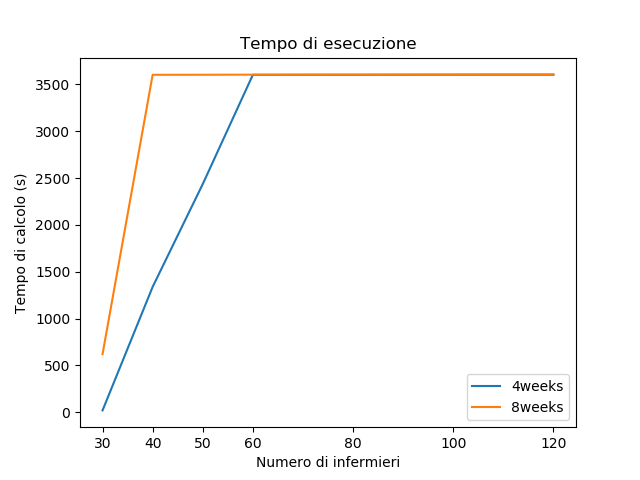 Tempo di esecuzione
Tempo di calcolo (s)
3500
3000
2500
2000
1500
1000
500
0
30 40 50 60 80 100 120
Numero di infermieri
4weeks
8weeks